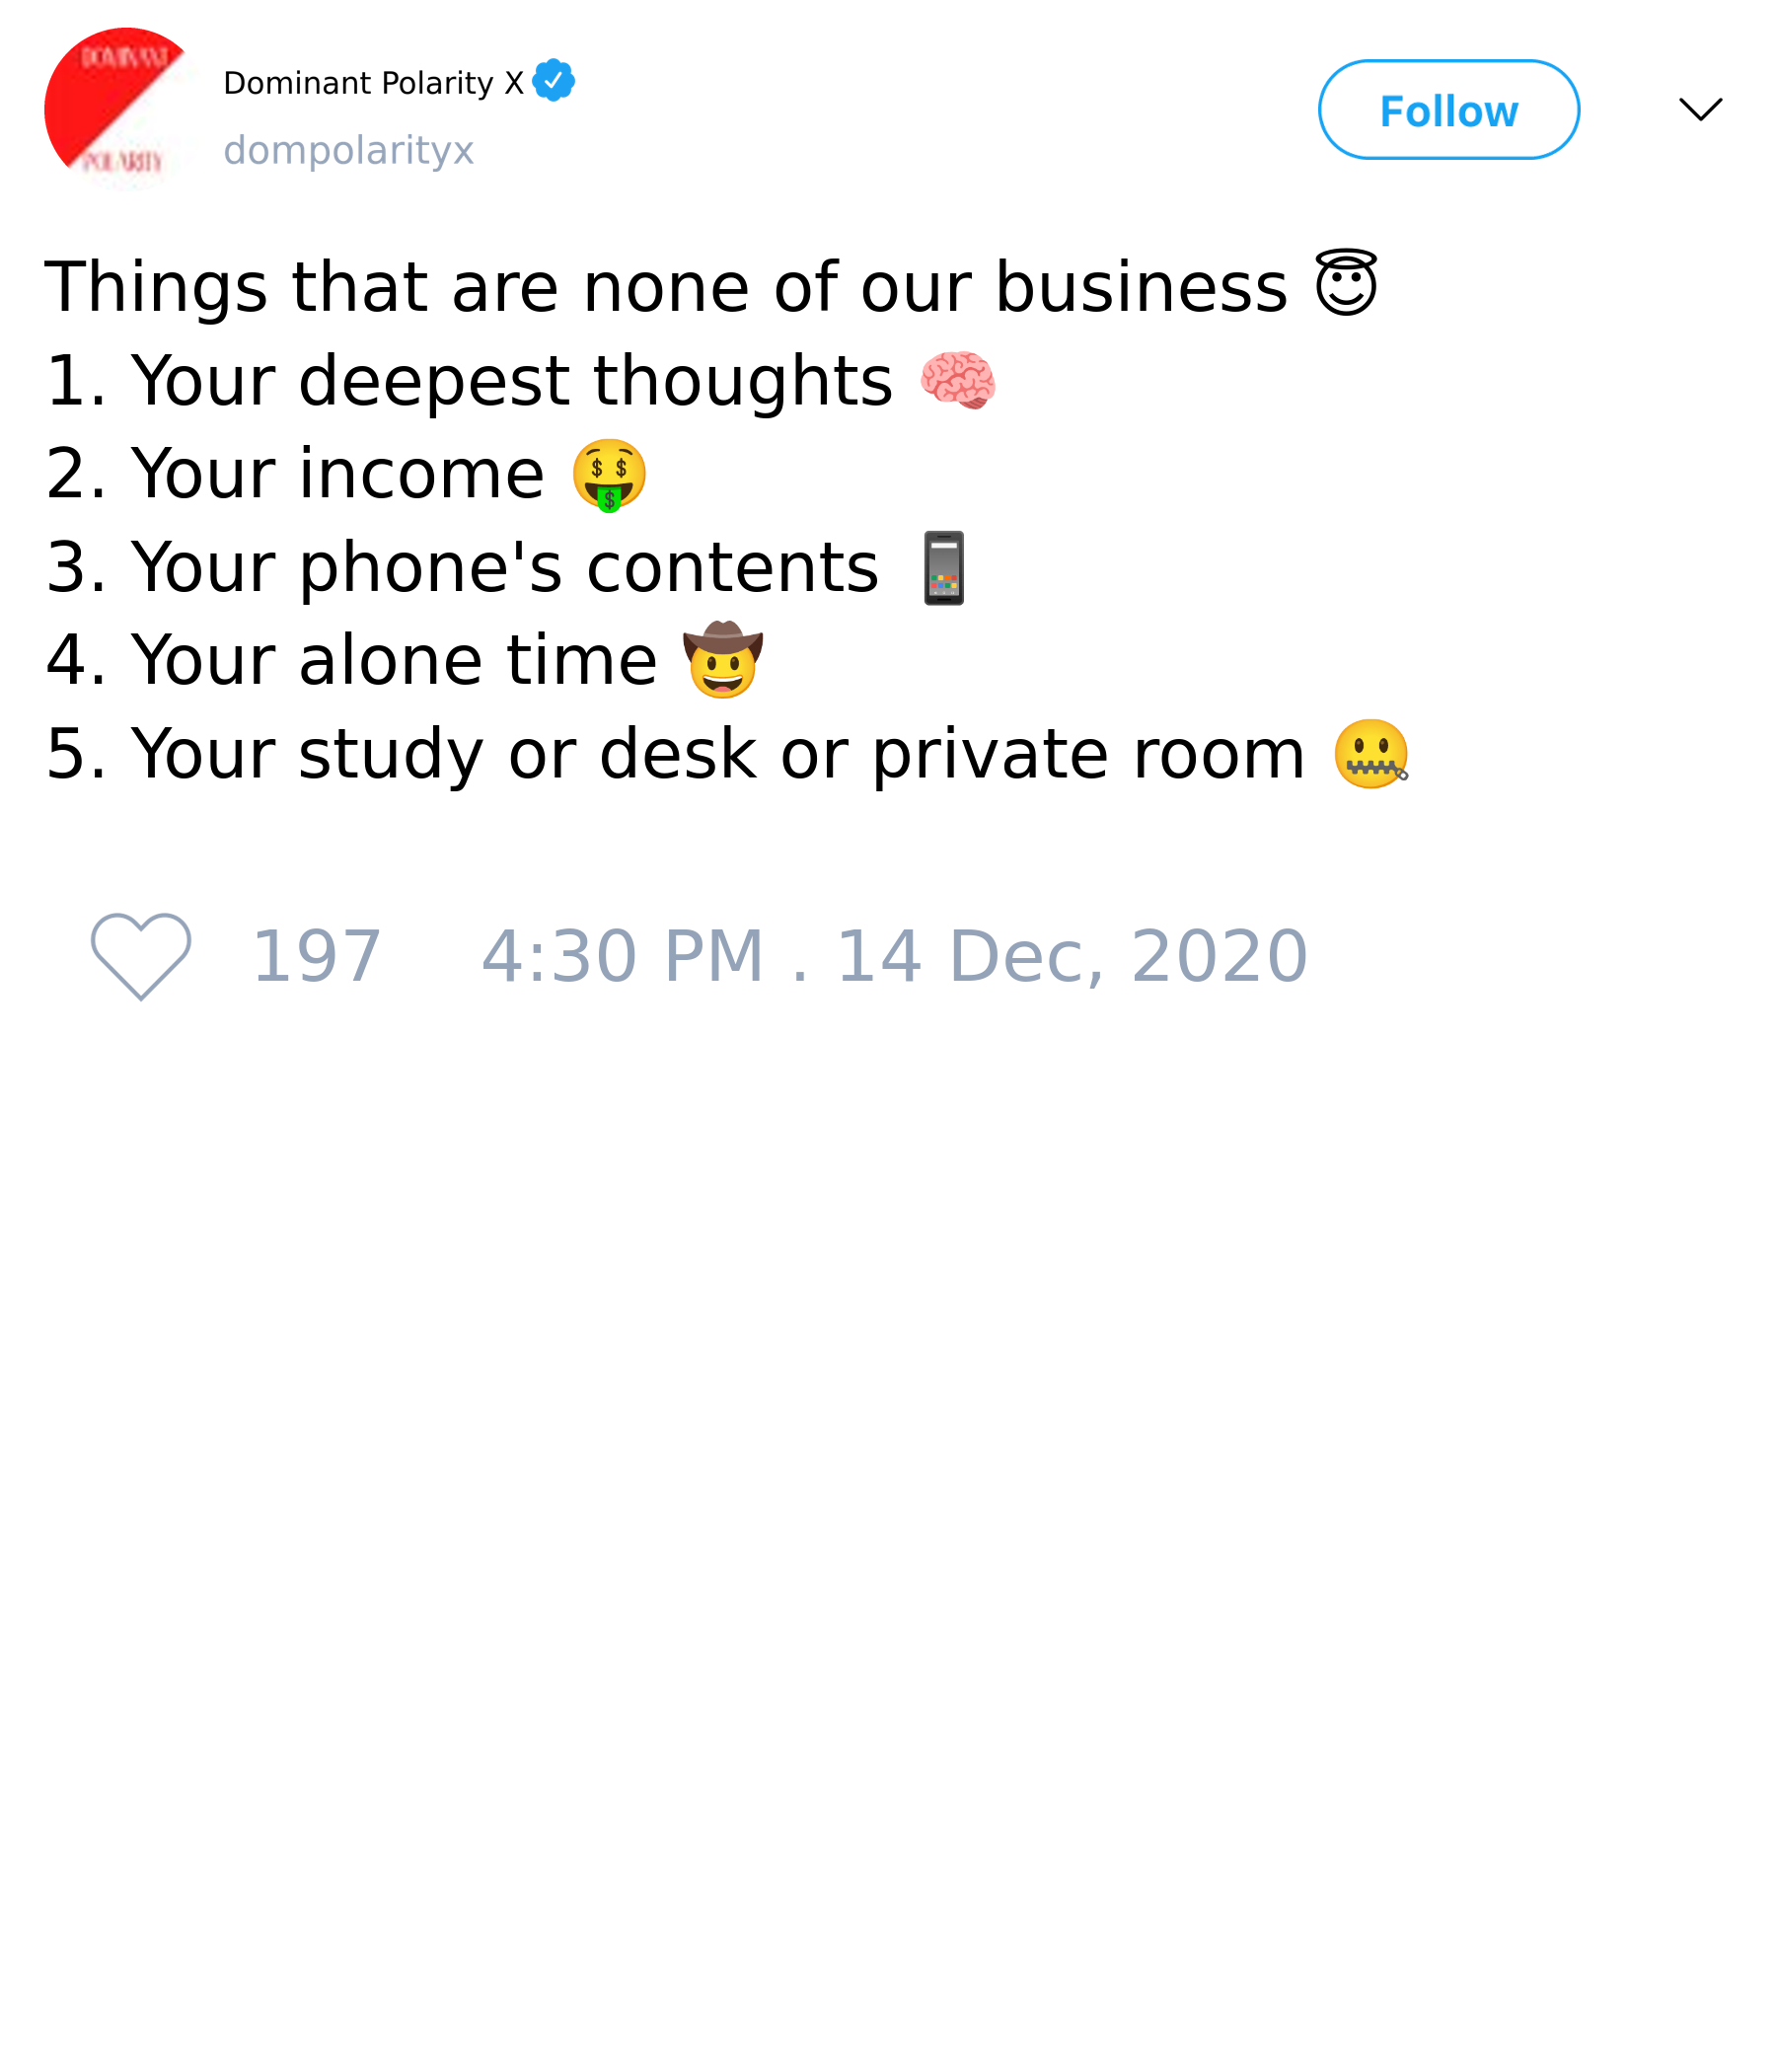 DOMINANT
POLARITY
Dominant Polarity X
dompolarityx
Follow
Things that are none of our business 😇
1. Your deepest thoughts 🧠
2. Your income 🤑
3. Your phone's contents 📱
4. Your alone time 🤠
5. Your study or desk or private room 🤐
197 4:30 PM . 14 Dec, 2020